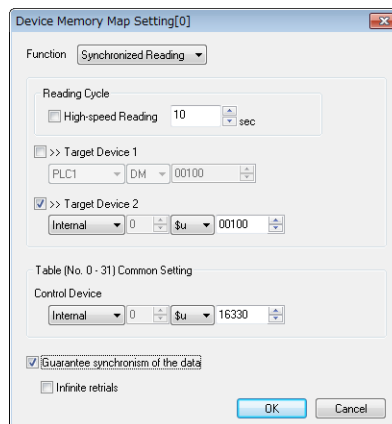 Device Memory Map Setting[0]
Function Synchronized Reading
Reading Cycle
High-speed Reading 10 sec
>> Target Device 1
PLC1 DM 00100
>> Target Device 2
Internal 0 $u 00100
Table (No. 0 - 31) Common Setting
Control Device
Internal 0 $u 16330
Guarantee synchronism of the data
Infinite retrials
OK Cancel